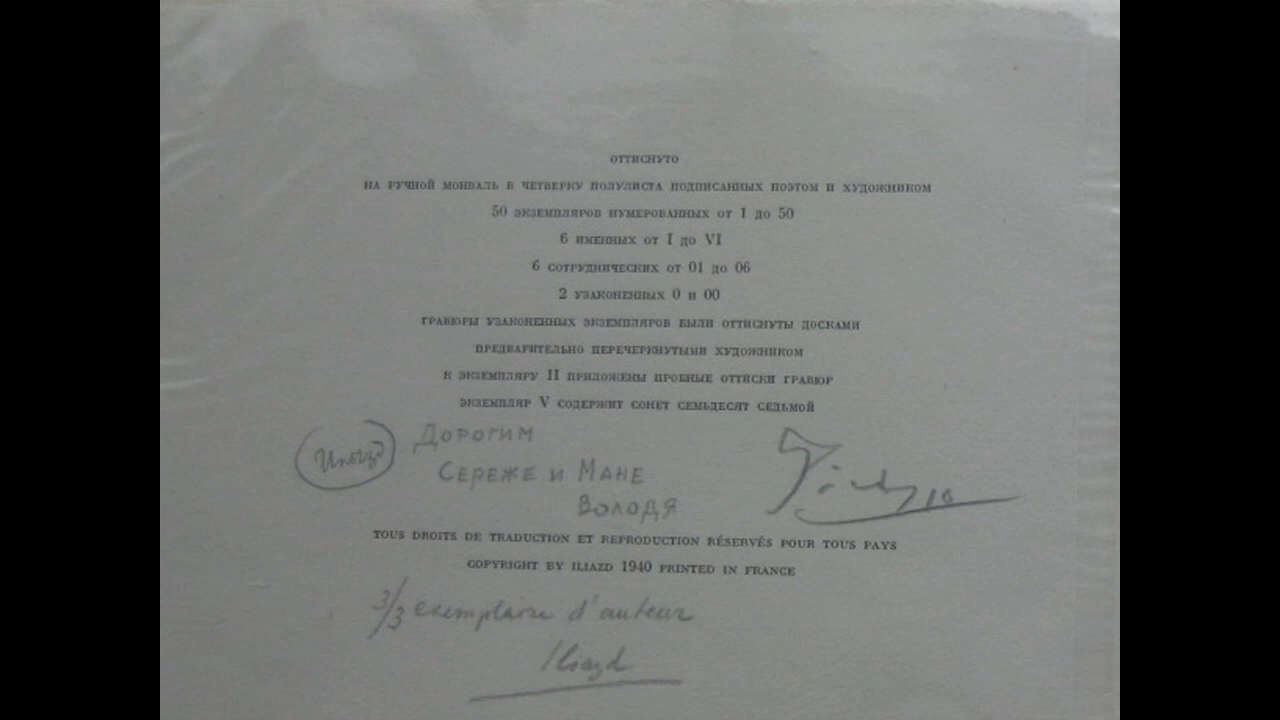 оттиснуто
на ручной монваль в четверку полулиста подписанных поэтом и художником
50 экземпляров нумерованных от 1 до 50
6 именных от I до VI
6 сотруднических от 01 до 06
2 узаконенных 0 и 00
гравюры узаконенных экземпляров были оттиснуты досками
предварительно перечеркнутыми художником
к экземпляру II приложены пробные оттиски гравюр
экземпляр V содержит сонет семьдесят седьмой
Дорогим
Ильязд Сереже и Мане
Володя
TOUS DROITS DE TRADUCTION ET REPRODUCTION RÉSERVÉS POUR TOUS PAYS
COPYRIGHT BY ILIAZD 1940 PRINTED IN FRANCE
3/3 exemplaire d'auteur
Iliazd